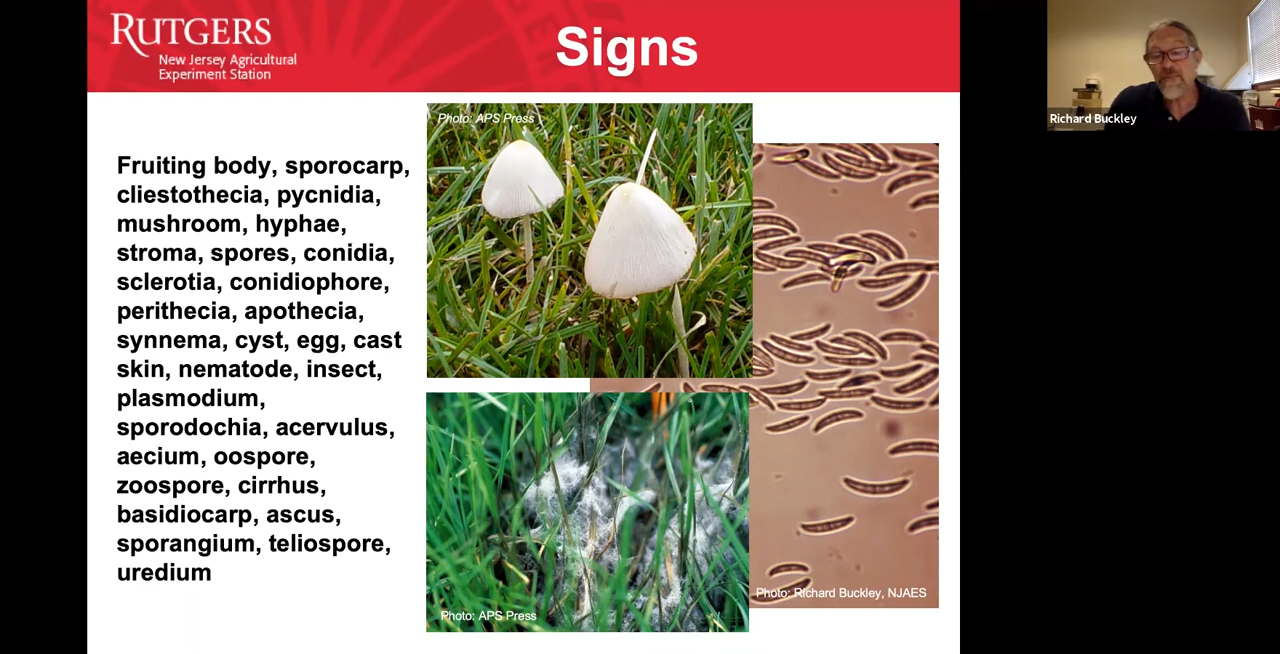 RUTGERS
New Jersey Agricultural
Experiment Station
Signs
Fruiting body, sporocarp,
cliestothecia, pycnidia,
mushroom, hyphae,
stroma, spores, conidia,
sclerotia, conidiophore,
perithecia, apothecia,
synnema, cyst, egg, cast
skin, nematode, insect,
plasmodium,
sporodochia, acervulus,
aecium, oospore,
zoospore, cirrhus,
basidiocarp, ascus,
sporangium, teliospore,
uredium
Photo: APS Press
Photo: APS Press
Photo: Richard Buckley, NJAES
Richard Buckley